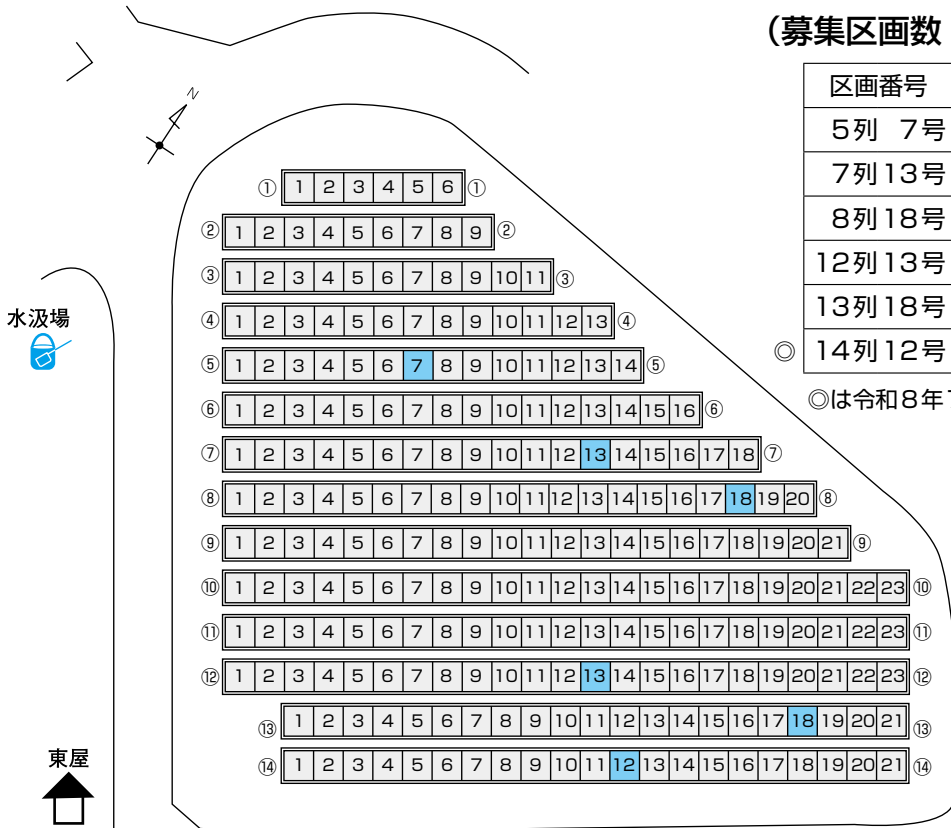 (募集区画数
区画番号
5列 7号
7列13号
8列18号
12列13号
13列18号
◎ 14列12号
◎は令和8年
N
水汲場
東屋
① 1 2 3 4 5 6 ①
② 1 2 3 4 5 6 7 8 9 ②
③ 1 2 3 4 5 6 7 8 9 10 11 ③
④ 1 2 3 4 5 6 7 8 9 10 11 12 13 ④
⑤ 1 2 3 4 5 6 7 8 9 10 11 12 13 14 ⑤
⑥ 1 2 3 4 5 6 7 8 9 10 11 12 13 14 15 16 ⑥
⑦ 1 2 3 4 5 6 7 8 9 10 11 12 13 14 15 16 17 18 ⑦
⑧ 1 2 3 4 5 6 7 8 9 10 11 12 13 14 15 16 17 18 19 20 ⑧
⑨ 1 2 3 4 5 6 7 8 9 10 11 12 13 14 15 16 17 18 19 20 21 ⑨
⑩ 1 2 3 4 5 6 7 8 9 10 11 12 13 14 15 16 17 18 19 20 21 22 23 ⑩
⑪ 1 2 3 4 5 6 7 8 9 10 11 12 13 14 15 16 17 18 19 20 21 22 23 ⑪
⑫ 1 2 3 4 5 6 7 8 9 10 11 12 13 14 15 16 17 18 19 20 21 22 23 ⑫
⑬ 1 2 3 4 5 6 7 8 9 10 11 12 13 14 15 16 17 18 19 20 21 ⑬
⑭ 1 2 3 4 5 6 7 8 9 10 11 12 13 14 15 16 17 18 19 20 21 ⑭